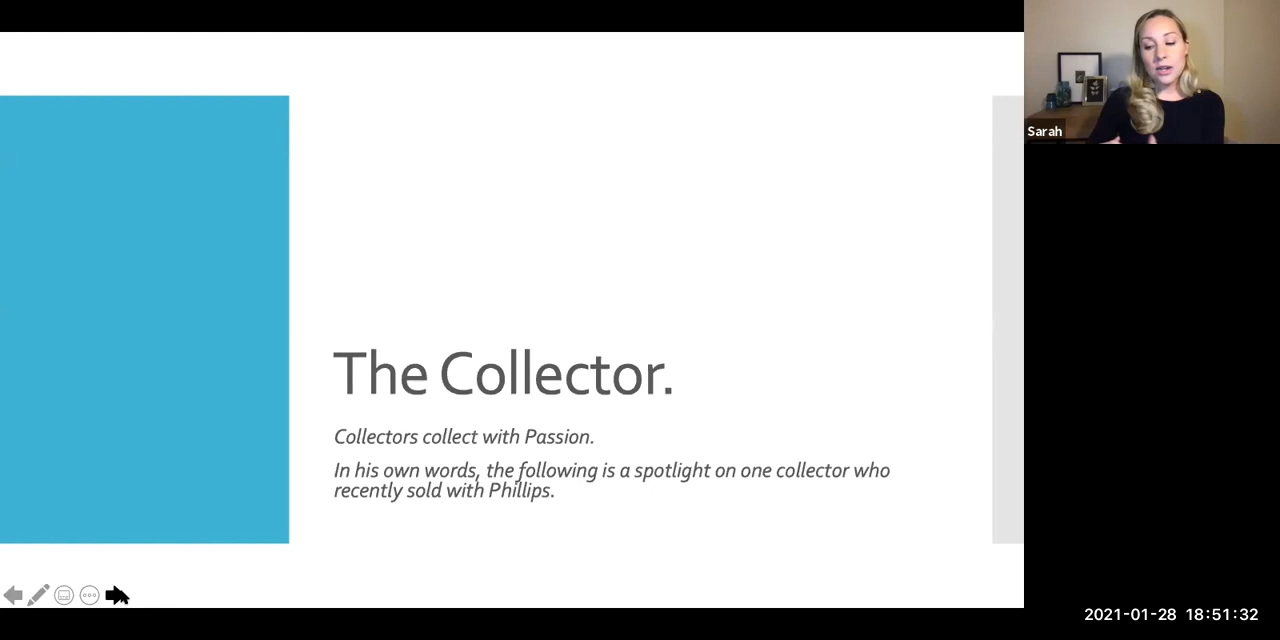 Sarah
The Collector.
Collectors collect with Passion.
In his own words, the following is a spotlight on one collector who
recently sold with Phillips.
2021-01-28 18:51:32